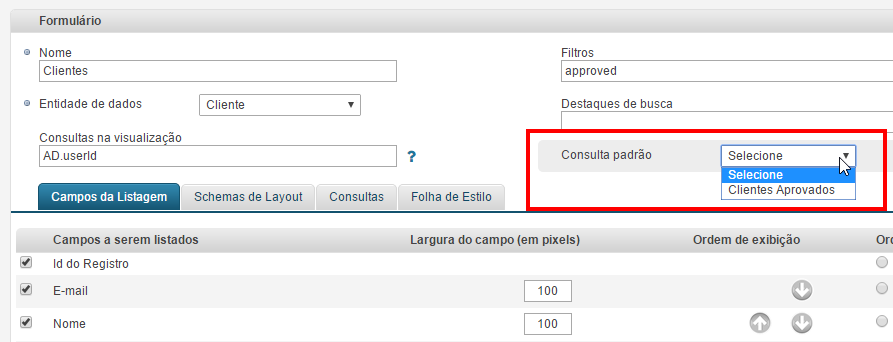 Formulário
Nome
Filtros
Clientes
approved
Entidade de dados
Cliente
Destaques de busca
Consultas na visualização
AD.userId
?
Consulta padrão
Selecione
Selecione
Clientes Aprovados
Campos da Listagem
Schemas de Layout
Consultas
Folha de Estilo
Campos a serem listados
Largura do campo (em pixels)
Ordem de exibição
Or
Id do Registro
E-mail
100
Nome
100